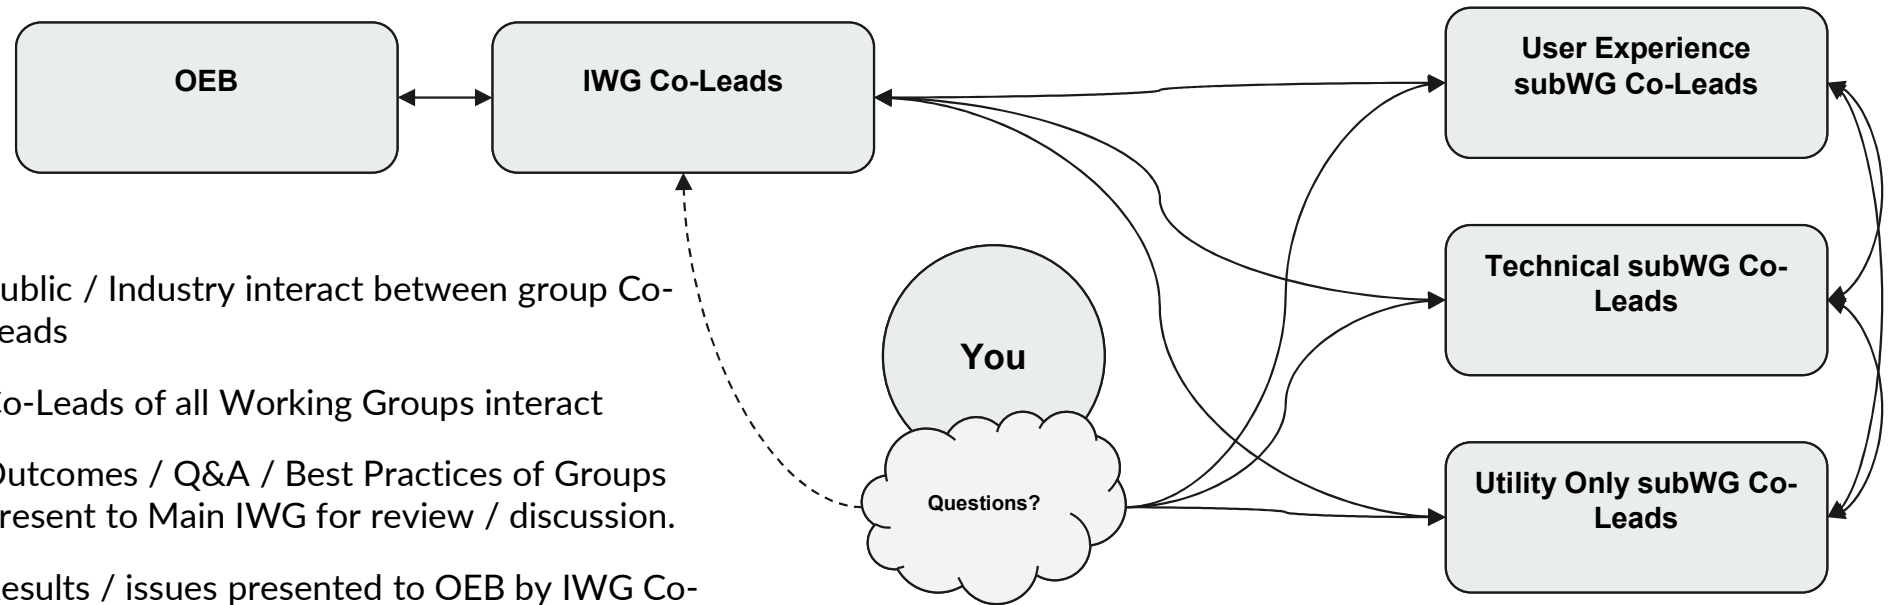 OEB
IWG Co-Leads
User Experience
subWG Co-Leads
Technical subWG Co-
Leads
Utility Only subWG Co-
Leads
You
Questions?
ublic / Industry interact between group Co-
eads
o-Leads of all Working Groups interact
utcomes / Q&A / Best Practices of Groups
resent to Main IWG for review / discussion.
esults / issues presented to OEB by IWG Co-